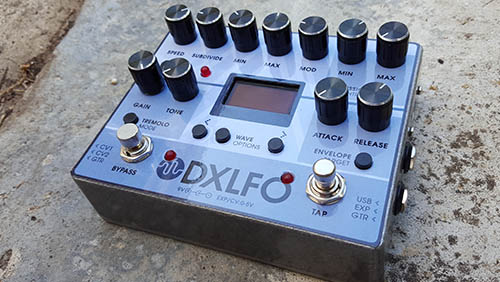 SPEED SUBDIVIDE MIN MAX MOD MIN MAX
GAIN TONE
ATTACK RELEASE
TREMOLO
MODE
WAVE
OPTIONS
< >
ENVELOPE
< CV1
< CV2
< GTR
BYPASS
DXLFO
9V EXP/CV:0-5V
TAP
USB <
EXP <
GTR <